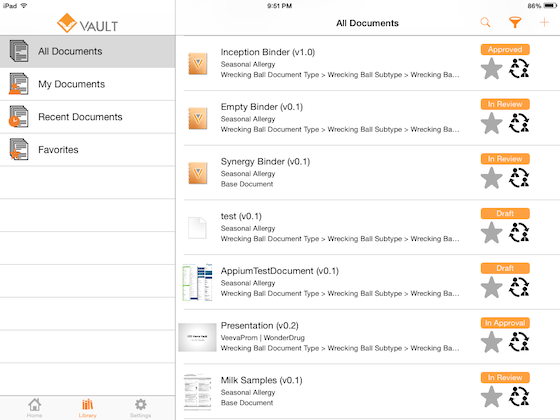 iPad
9:51 PM
86%
VAULT
All Documents
My Documents
Recent Documents
Favorites
Home
Library
Settings
All Documents
Inception Binder (v1.0)
Seasonal Allergy
Wrecking Ball Document Type > Wrecking Ball Subtype > Wrecking Ba...
Approved
Empty Binder (v0.1)
Seasonal Allergy
Wrecking Ball Document Type > Wrecking Ball Subtype > Wrecking Ba...
In Review
Synergy Binder (v0.1)
Seasonal Allergy
Base Document
In Review
test (v0.1)
Seasonal Allergy
Wrecking Ball Document Type > Wrecking Ball Subtype > Wrecking Ba...
Draft
AppiumTestDocument (v0.1)
Seasonal Allergy
Wrecking Ball Document Type > Wrecking Ball Subtype > Wrecking Ba...
Draft
Presentation (v0.2)
VeevaProm | WonderDrug
Wrecking Ball Document Type > Wrecking Ball Subtype > Wrecking Ba...
In Approval
Milk Samples (v0.1)
Seasonal Allergy
Base Document
In Review